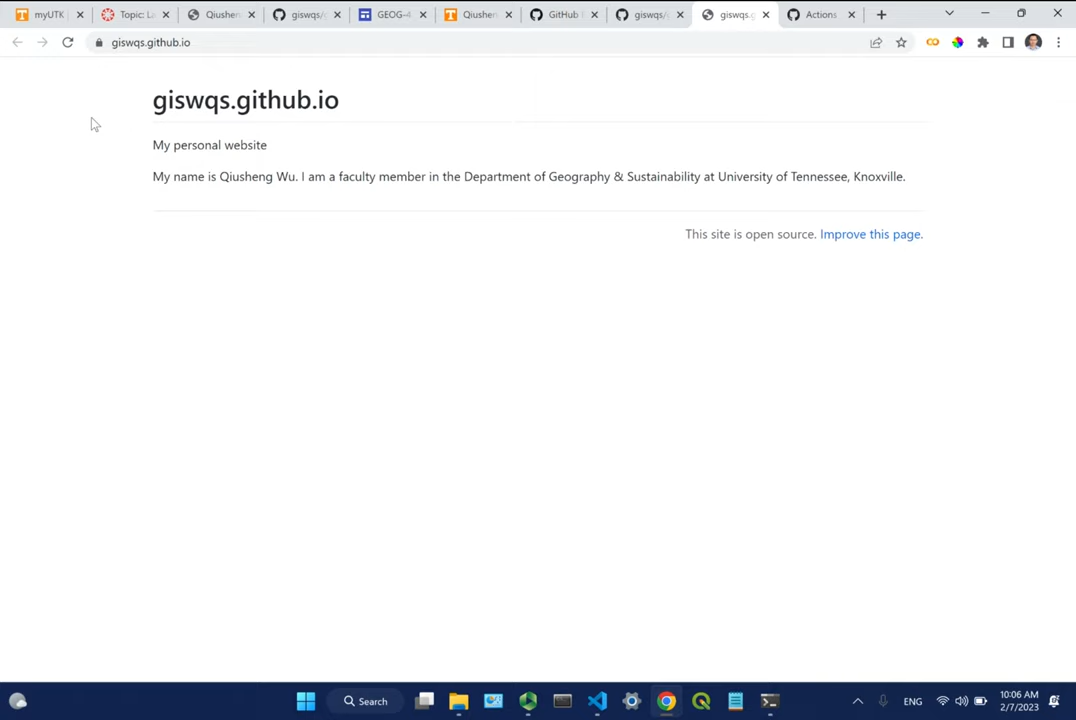 myUTK
Topic: La
Qiushen
giswqs/g
GEOG-4
Qiushen
GitHub
giswqs/g
giswqs.g
Actions
giswqs.github.io
giswqs.github.io
My personal website
My name is Qiusheng Wu. I am a faculty member in the Department of Geography & Sustainability at University of Tennessee, Knoxville.
This site is open source. Improve this page.
Search
ENG
10:06 AM
2/7/2023